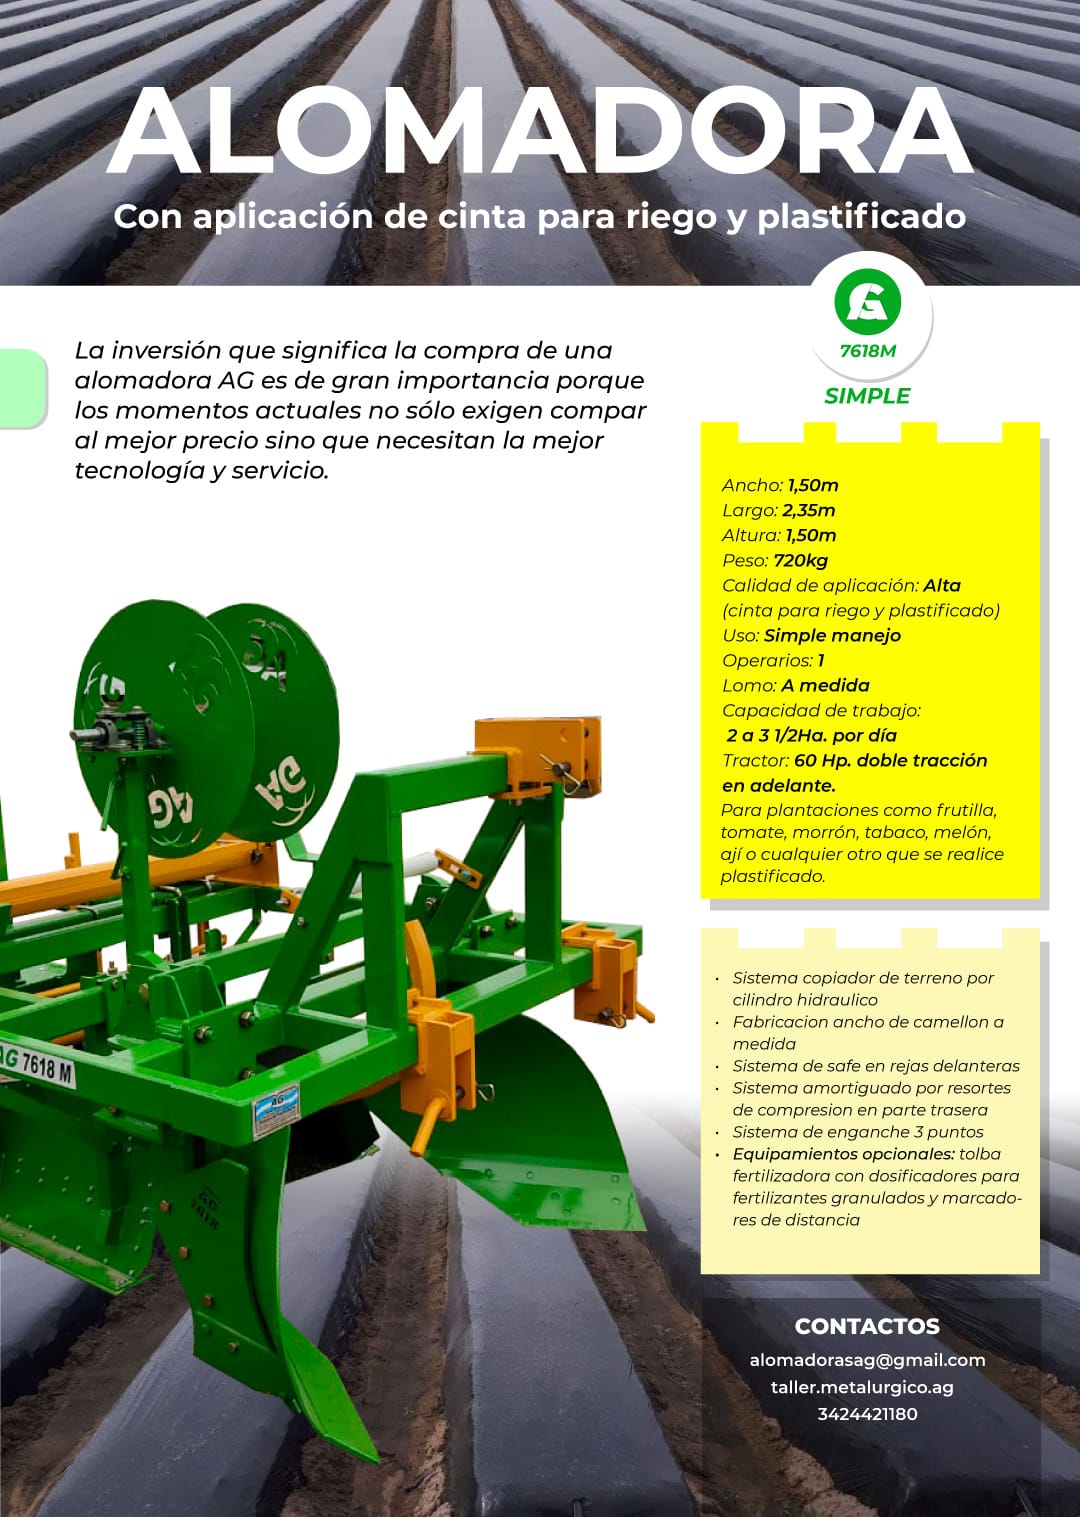 ALOMADORA
Con aplicación de cinta para riego y plastificado
7618M
SIMPLE
La inversión que significa la compra de una
alomadora AG es de gran importancia porque
los momentos actuales no sólo exigen compar
al mejor precio sino que necesitan la mejor
tecnología y servicio.
Ancho: 1,50m
Largo: 2,35m
Altura: 1,50m
Peso: 720kg
Calidad de aplicación: Alta
(cinta para riego y plastificado)
Uso: Simple manejo
Operarios: 1
Lomo: A medida
Capacidad de trabajo:
2 a 3 1/2Ha. por día
Tractor: 60 Hp. doble tracción
en adelante.
Para plantaciones como frutilla,
tomate, morrón, tabaco, melón,
ají o cualquier otro que se realice
plastificado.
• Sistema copiador de terreno por
cilindro hidraulico
• Fabricacion ancho de camellon a
medida
• Sistema de safe en rejas delanteras
• Sistema amortiguado por resortes
de compresion en parte trasera
• Sistema de enganche 3 puntos
• Equipamientos opcionales: tolba
fertilizadora con dosificadores para
fertilizantes granulados y marcado-
res de distancia
AG
AG
AG
AG 7618 M
AG
AG
7618
CONTACTOS
alomadorasag@gmail.com
taller.metalurgico.ag
3424421180